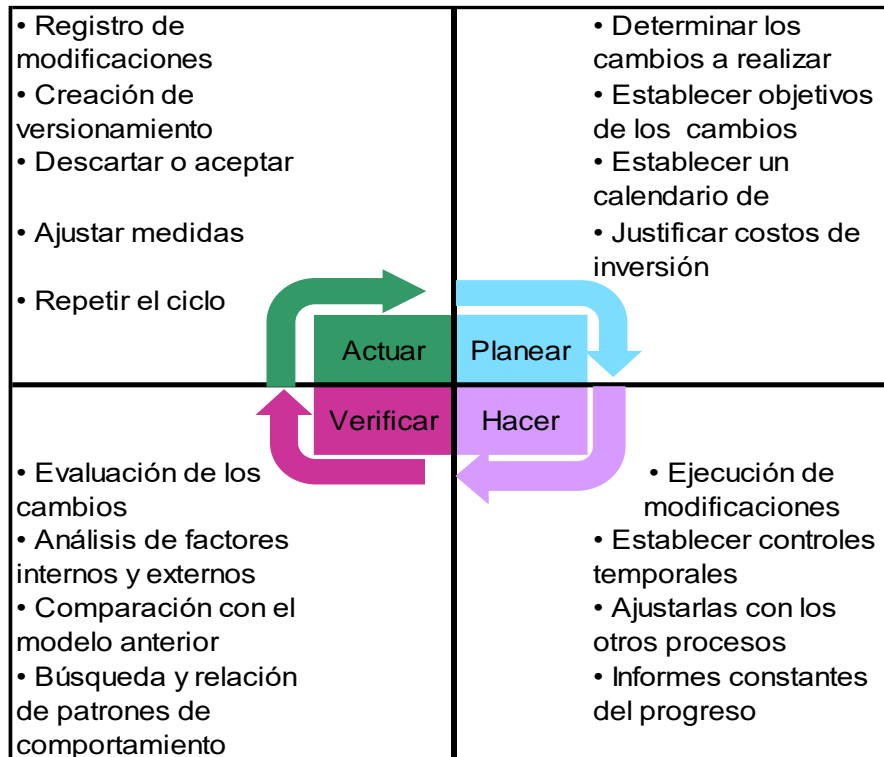 • Registro de
modificaciones
• Creación de
versionamiento
• Descartar o aceptar
• Ajustar medidas
• Repetir el ciclo
• Determinar los
cambios a realizar
• Establecer objetivos
de los cambios
• Establecer un
calendario de
• Justificar costos de
inversión
Actuar
Planear
Verificar
Hacer
• Evaluación de los
cambios
• Análisis de factores
internos y externos
• Comparación con el
modelo anterior
• Búsqueda y relación
de patrones de
comportamiento
• Ejecución de
modificaciones
• Establecer controles
temporales
• Ajustarlas con los
otros procesos
• Informes constantes
del progreso